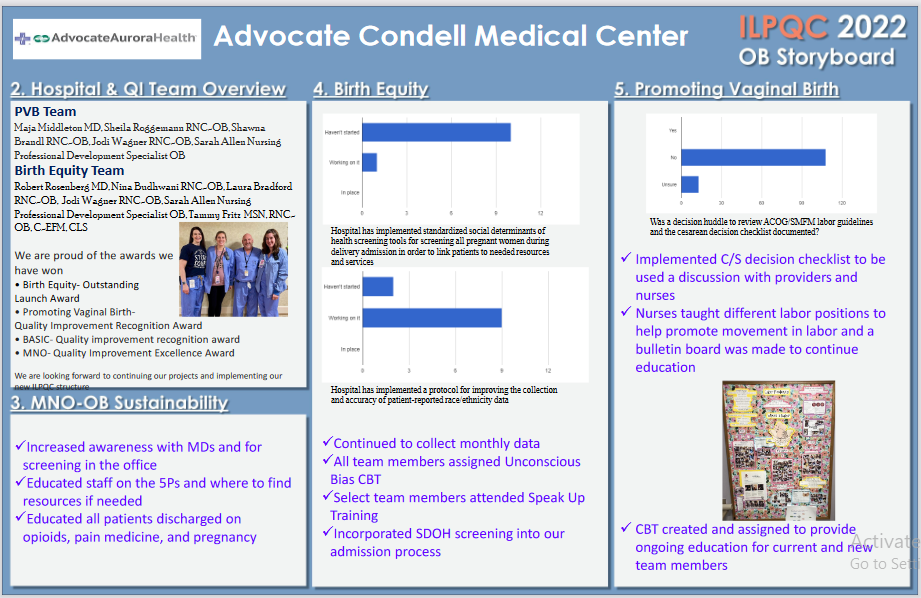 AdvocateAuroraHealth
Advocate Condell Medical Center
ILPQC 2022
OB Storyboard
2. Hospital & QI Team Overview
PVB Team
Maja Middleton MD, Sheila Roggemann RNC-OB, Shawna
Brandl RNC-OB, Jodi Wagner RNC-OB, Sarah Allen Nursing
Professional Development Specialist OB
Birth Equity Team
Robert Rosenberg MD, Nina Budhwani RNC-OB, Laura Bradford
RNC-OB, Jodi Wagner RNC-OB, Sarah Allen Nursing
Professional Development Specialist OB, Tammy Fritz MSN, RNC-
OB, C-EFM, CLS
We are proud of the awards we
have won
• Birth Equity- Outstanding
Launch Award
• Promoting Vaginal Birth-
Quality Improvement Recognition Award
• BASIC- Quality improvement recognition award
• MNO- Quality Improvement Excellence Award
We are looking forward to continuing our projects and implementing our
new ILPQC structure
3. MNO-OB Sustainability
✓Increased awareness with MDs and for
screening in the office
✓Educated staff on the 5Ps and where to find
resources if needed
✓Educated all patients discharged on
opioids, pain medicine, and pregnancy
4. Birth Equity
Haven't started
Working on it
In place
0 3 6 9 12
Hospital has implemented standardized social determinants of
health screening tools for screening all pregnant women during
delivery admission in order to link patients to needed resources
and services
Haven't started
Working on it
In place
0 3 6 9 12
Hospital has implemented a protocol for improving the collection
and accuracy of patient-reported race/ethnicity data
✓Continued to collect monthly data
✓All team members assigned Unconscious
Bias CBT
✓Select team members attended Speak Up
Training
✓Incorporated SDOH screening into our
admission process
5. Promoting Vaginal Birth
Yes
No
Unsure
0 30 60 90 120
Was a decision huddle to review ACOG/SMFM labor guidelines
and the cesarean decision checklist documented?
✓ Implemented C/S decision checklist to be
used a discussion with providers and
nurses
✓ Nurses taught different labor positions to
help promote movement in labor and a
bulletin board was made to continue
education
✓ CBT created and assigned to provide
ongoing education for current and new
team members
Activate
Go to Set